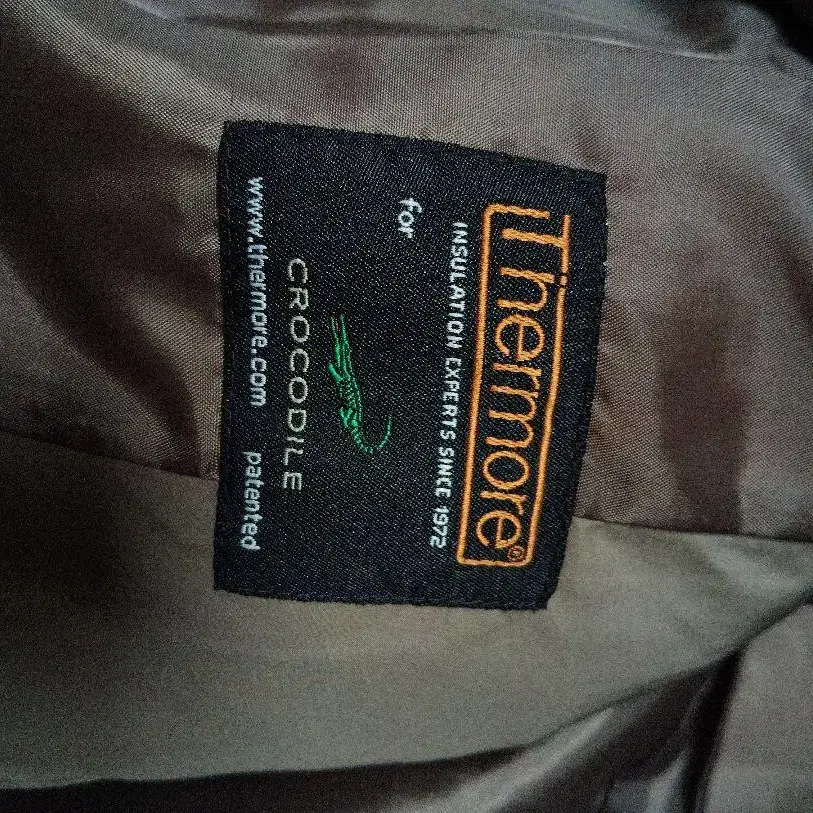 Thermore®
INSULATION EXPERTS SINCE 1972
for
CROCODILE
www.thermore.com patented